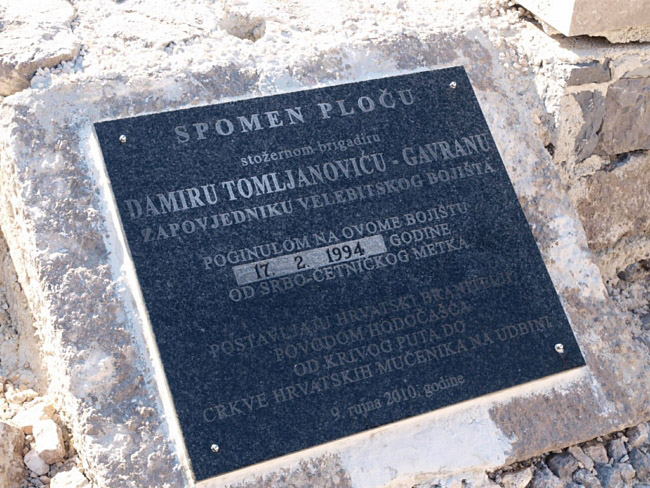 SPOMEN PLOČU
stožernom brigadiru
DAMIRU TOMLJANOVIĆU - GAVRANU
ZAPOVJEDNIKU VELEBITSKOG BOJIŠTA
POGINULOM NA OVOME BOJIŠTU
17. 2. 1994 GODINE
OD SRBO-ČETNIČKOG METKA
POSTAVLJAJU HRVATSKI BRANITELJI
POVODOM HODOČAŠĆA
OD KRIVOG PUTA DO
CRKVE HRVATSKIH MUČENIKA NA UDBINI
9. rujna 2010. godine